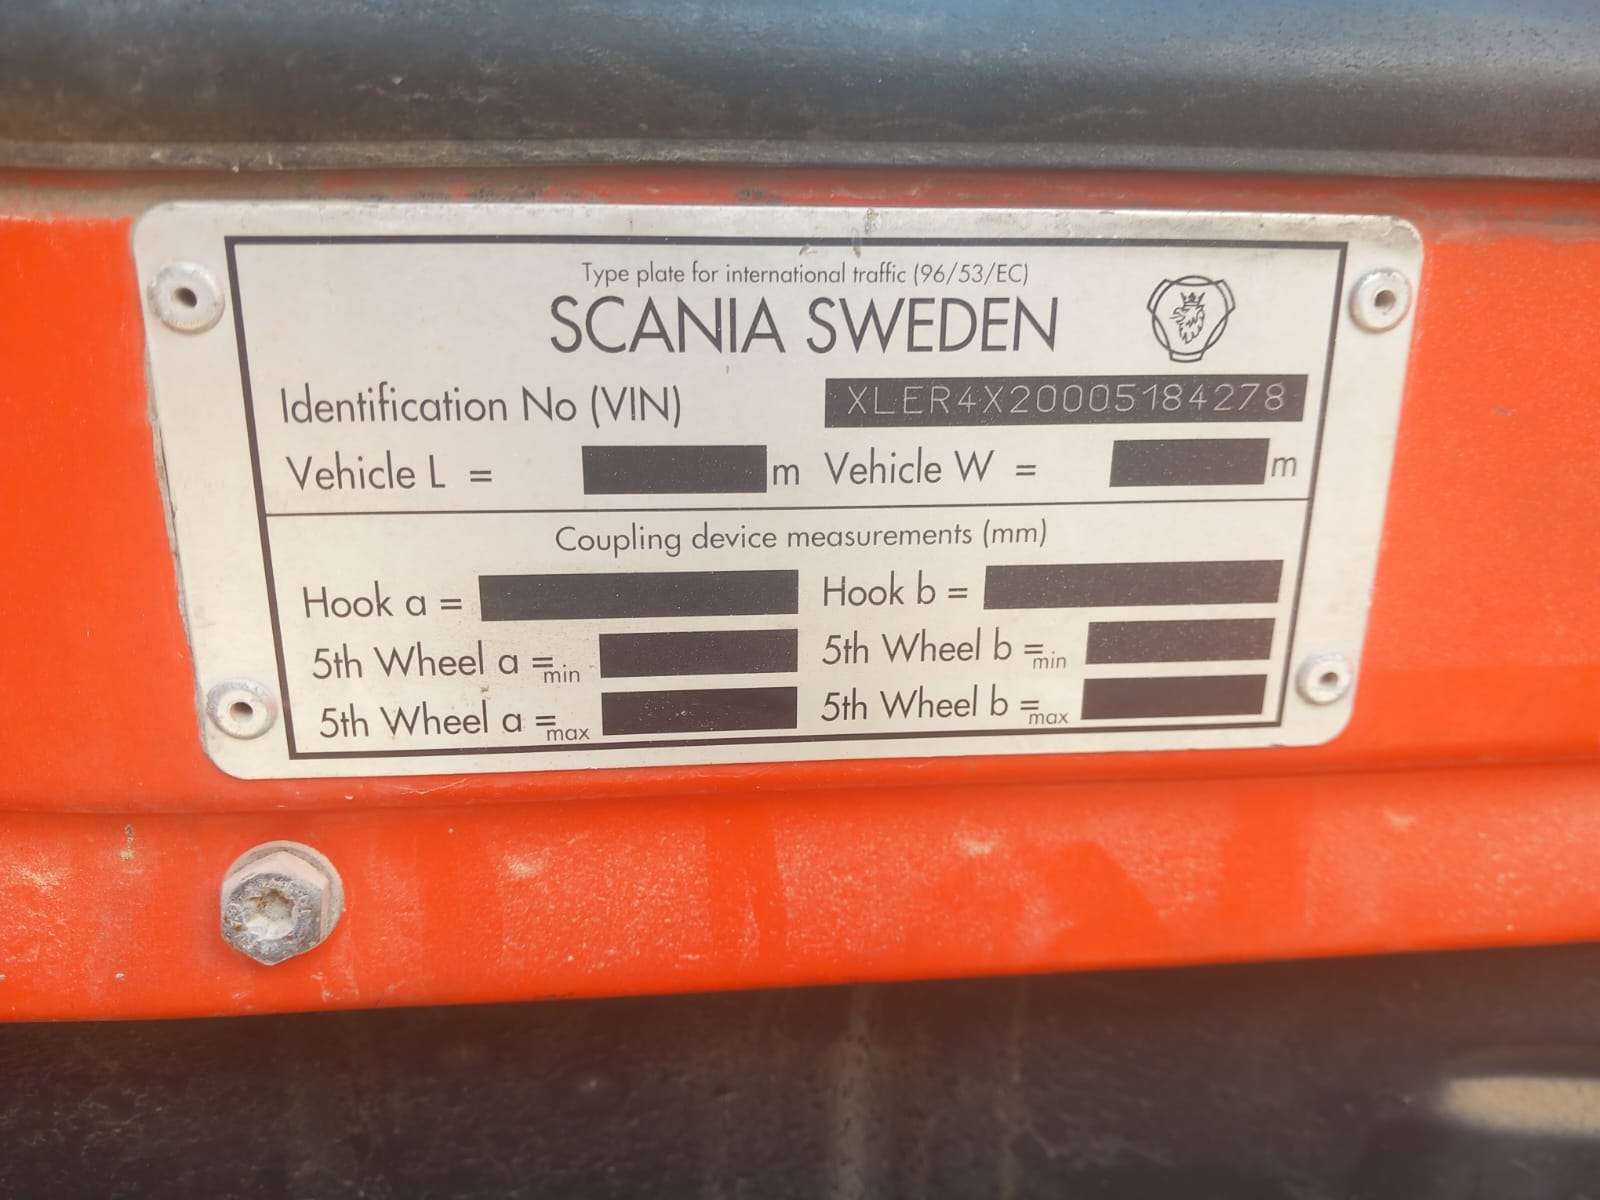 Type plate for international traffic (96/53/EC)
SCANIA SWEDEN
Identification No (VIN) XLER4X20005184278
Vehicle L = m Vehicle W = m
Coupling device measurements (mm)
Hook a = Hook b =
5th Wheel a =min 5th Wheel b =min
5th Wheel a =max 5th Wheel b =max